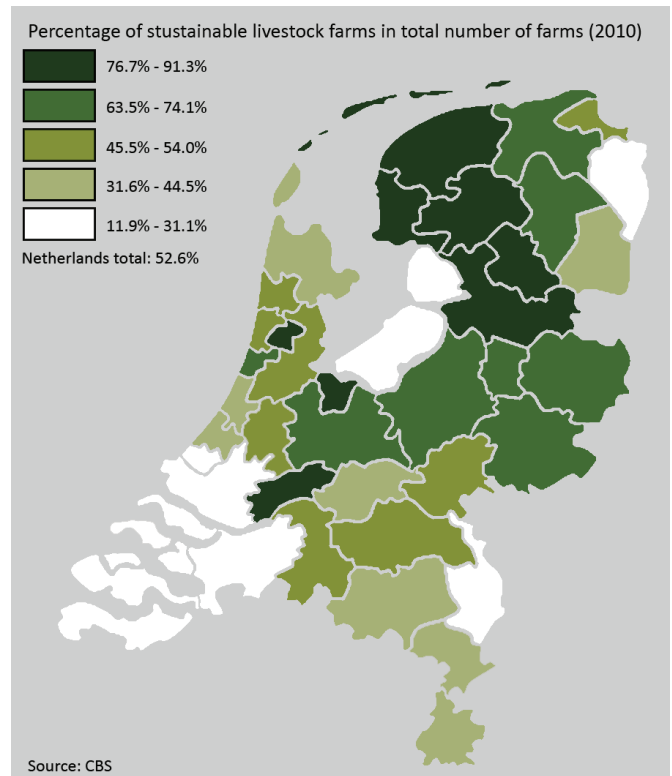 Percentage of stustainable livestock farms in total number of farms (2010)
76.7% - 91.3%
63.5% - 74.1%
45.5% - 54.0%
31.6% - 44.5%
11.9% - 31.1%
Netherlands total: 52.6%
Source: CBS